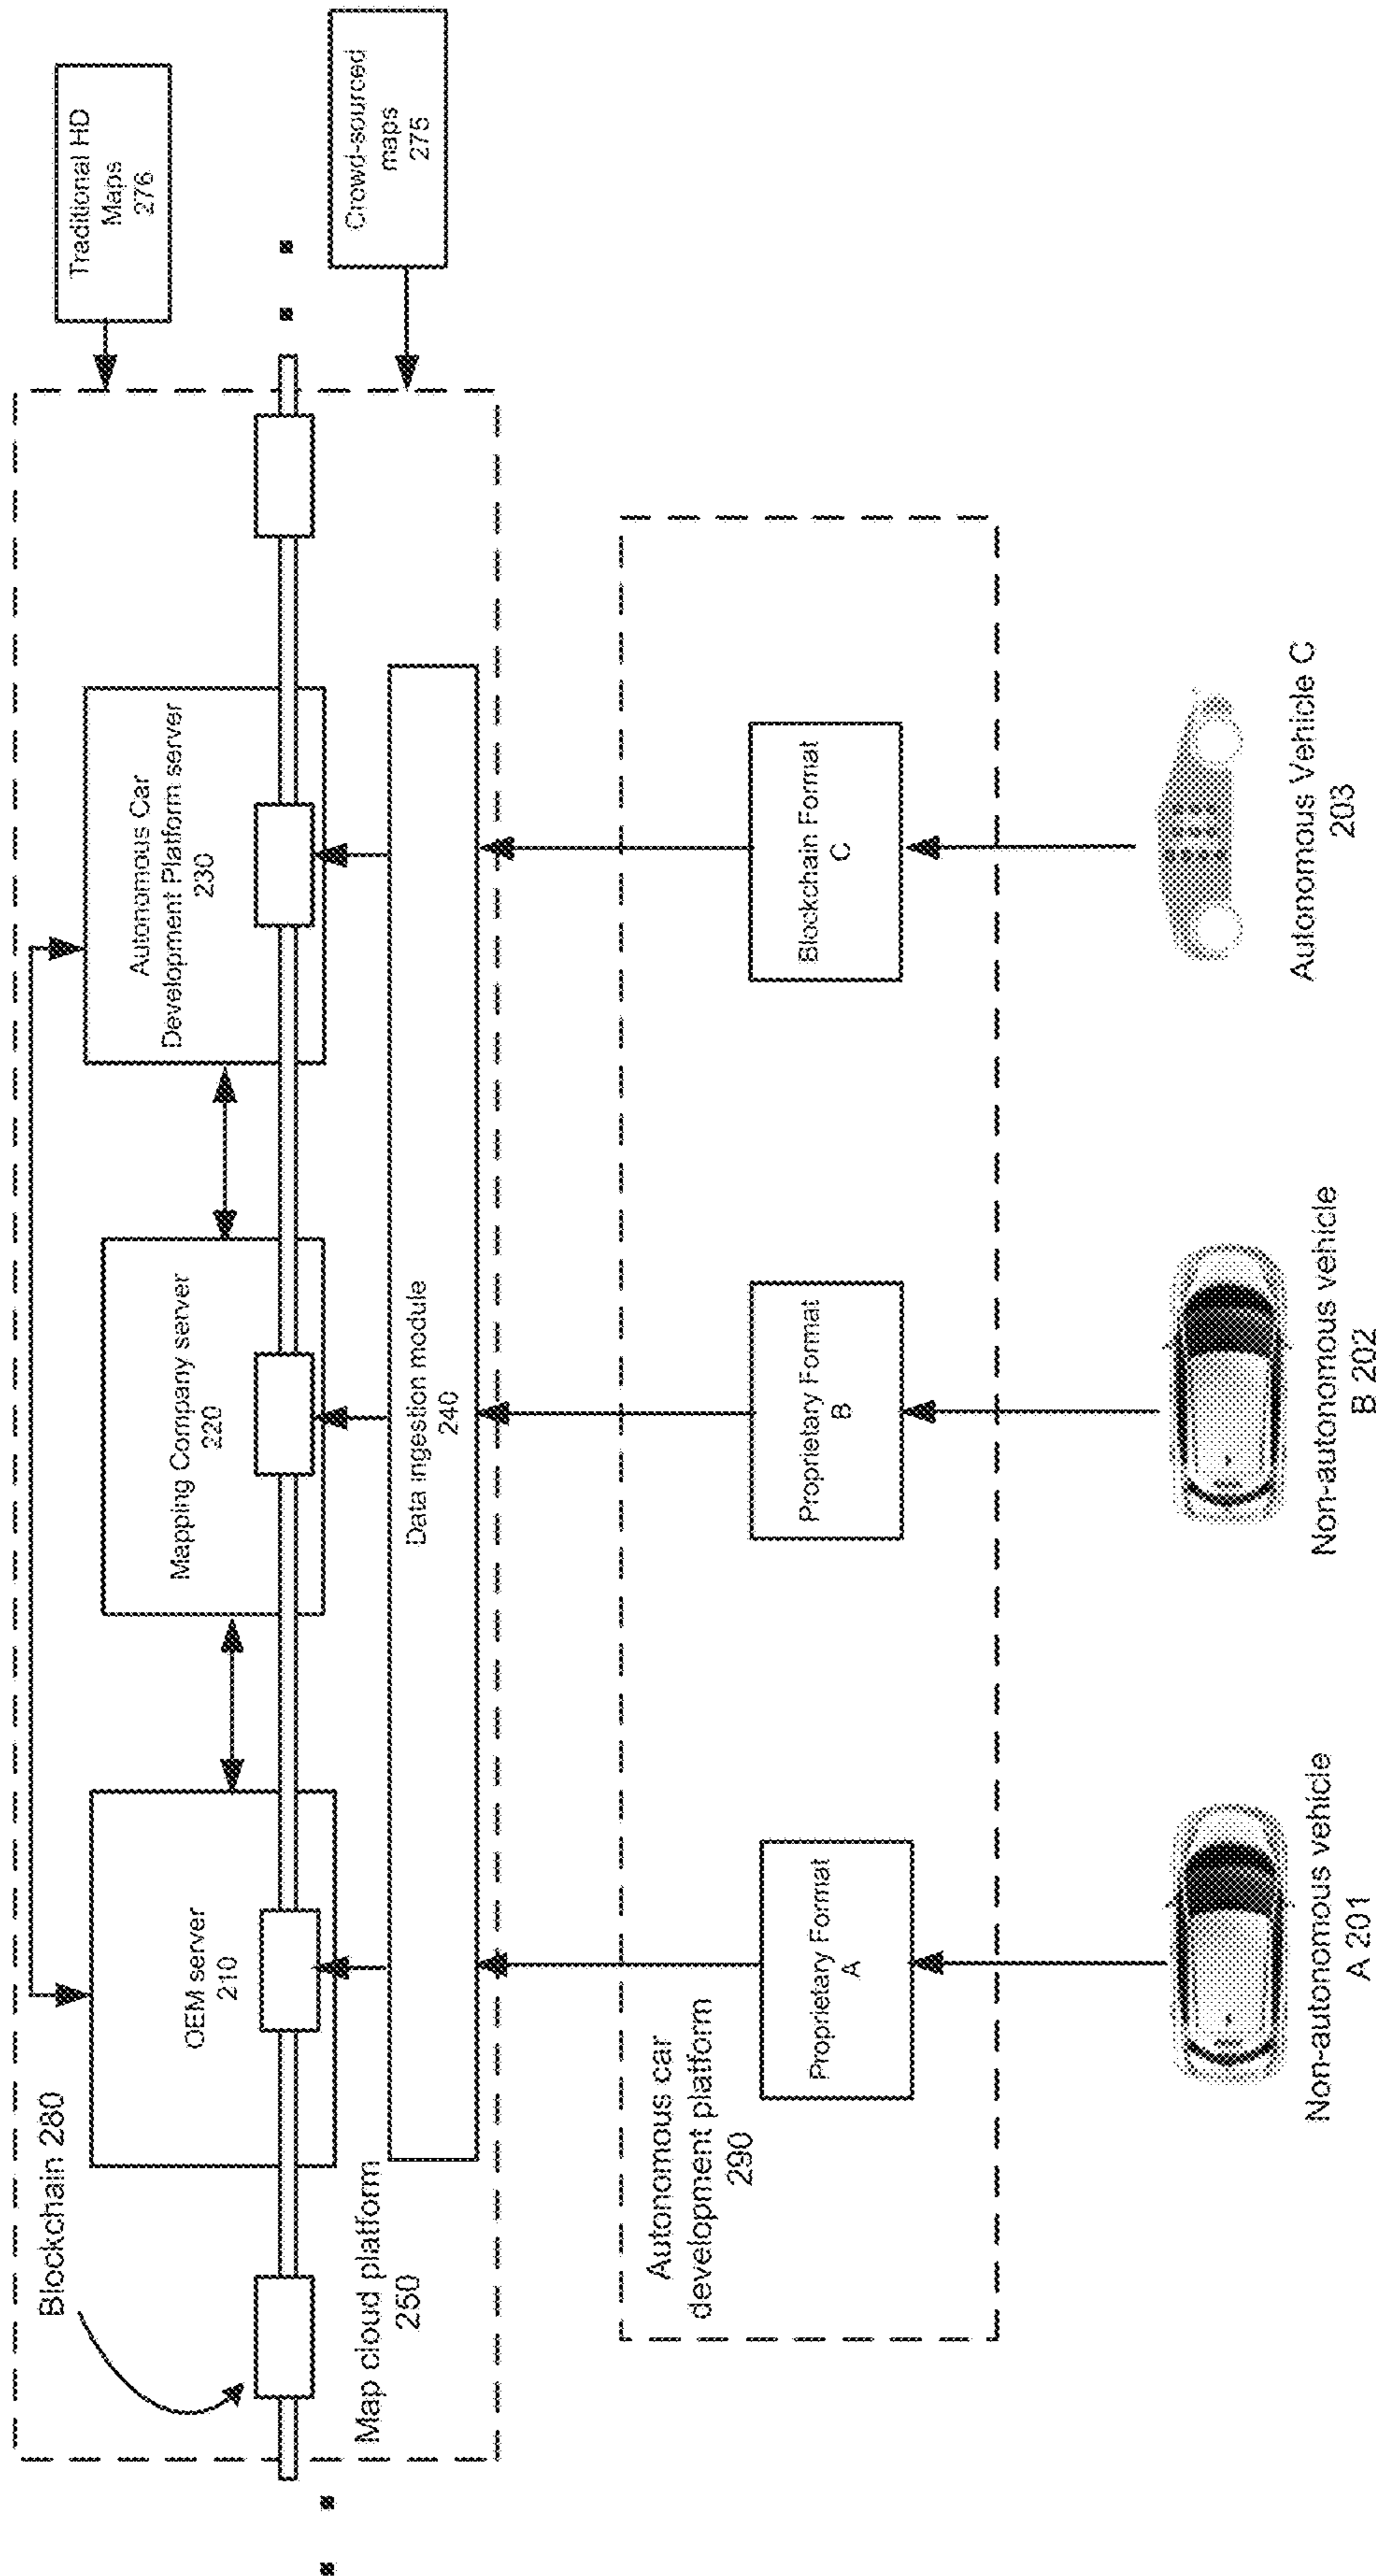 Traditional HD
Maps
276
Crowd-sourced
maps
275
Blockchain 280
OEM server
210
Mapping Company server
220
Autonomous Car
Development Platform server
230
Data ingestion module
240
Map cloud platform
250
Autonomous car
development platform
290
Proprietary Format
A
Proprietary Format
B
Blockchain Format
C
Non-autonomous vehicle
A 201
Non-autonomous vehicle
B 202
Autonomous Vehicle C
203